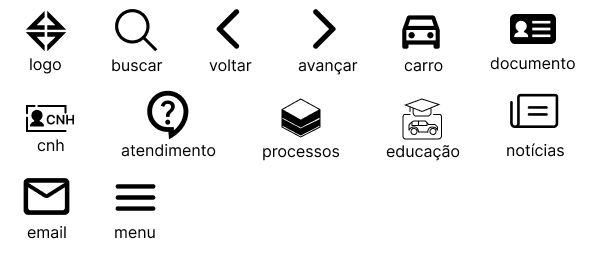 logo
buscar
voltar
avançar
carro
documento
CNH
cnh
atendimento
processos
educação
notícias
email
menu